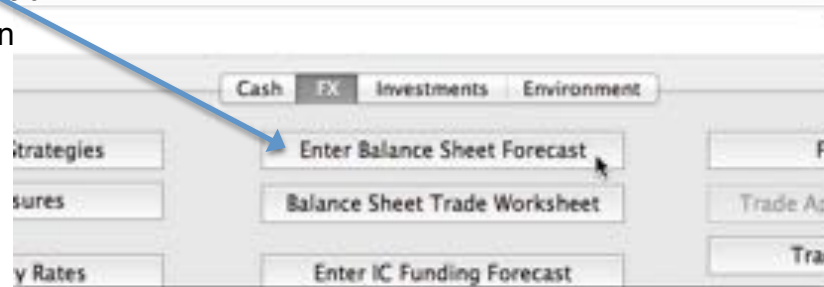 n
Cash FX Investments Environment
Strategies Enter Balance Sheet Forecast
sures Balance Sheet Trade Worksheet Trade
y Rates Enter IC Funding Forecast Tra